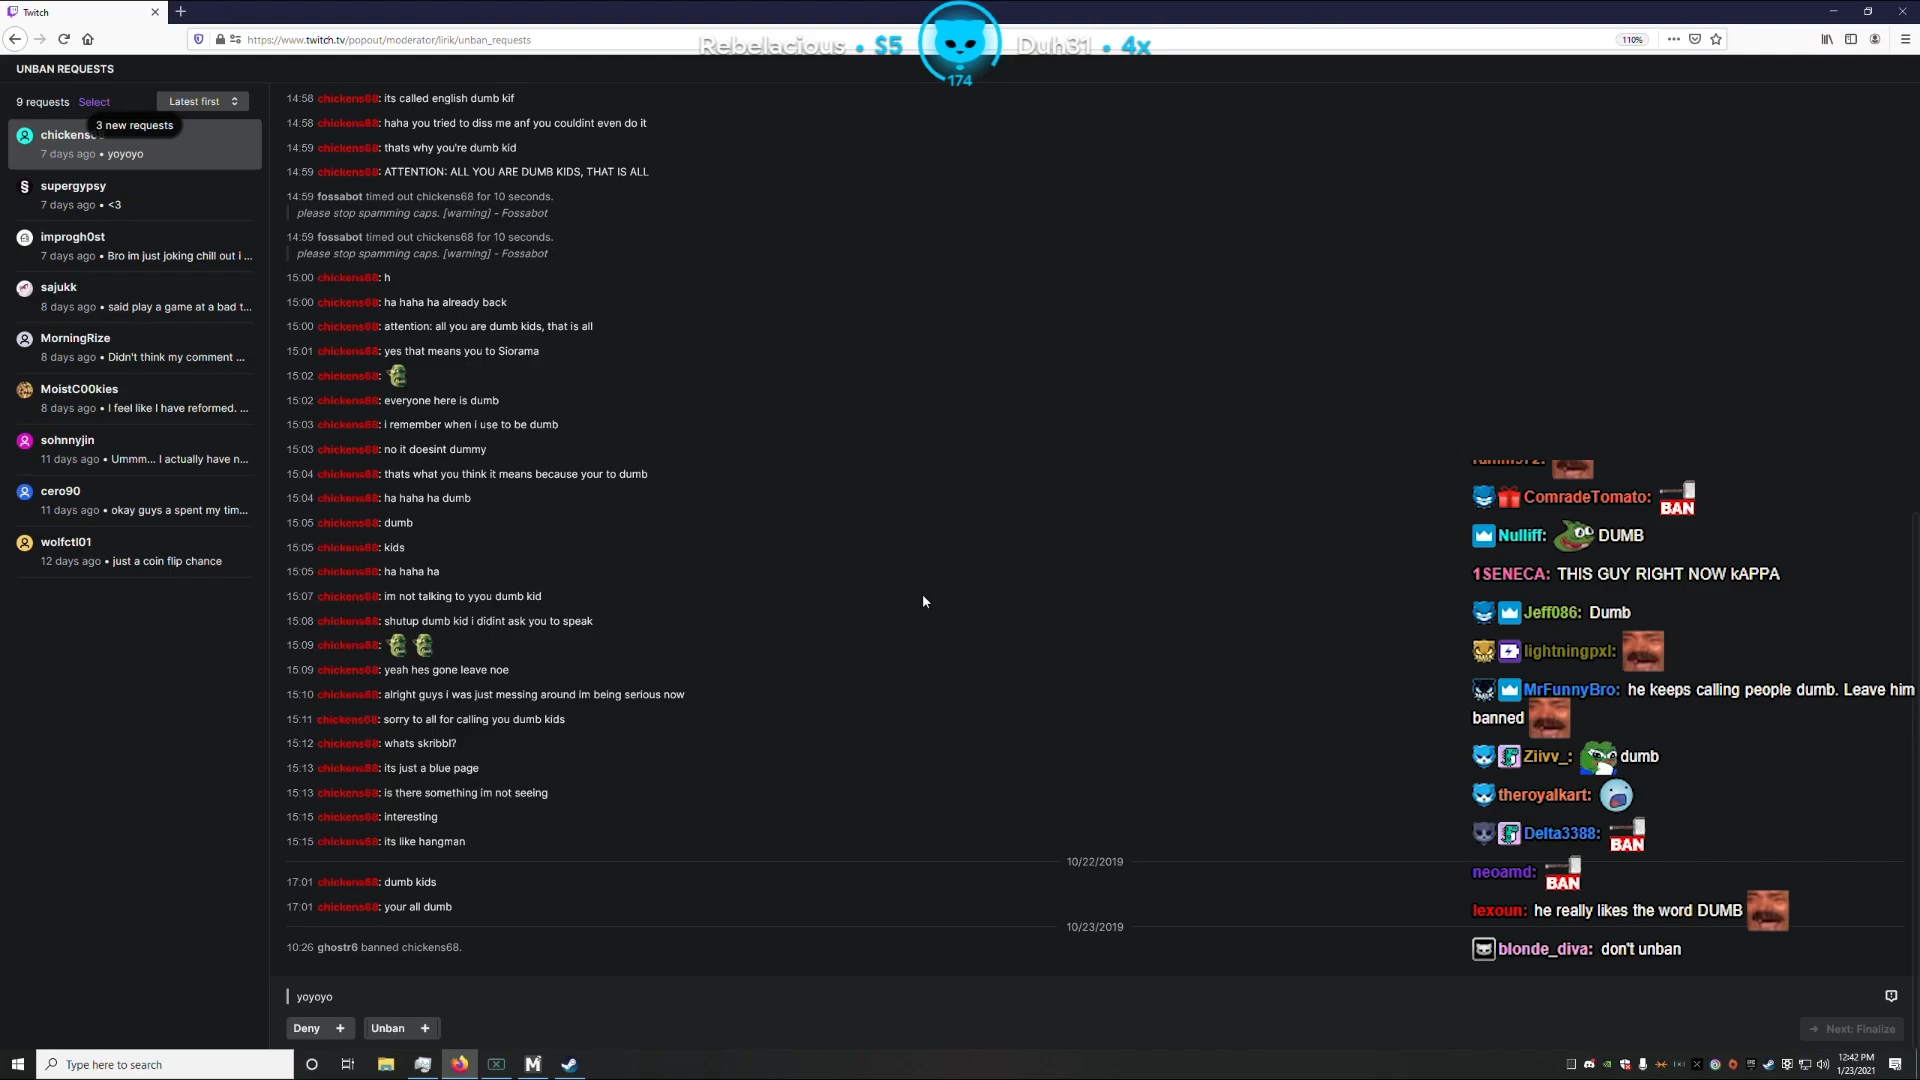 Twitch
https://www.twitch.tv/popout/moderator/lirik/unban_requests
110%
Rebelacious • $5
Duh31 • 4x
174
UNBAN REQUESTS
9 requests Select
Latest first
3 new requests
7 days ago • yoyoyo
supergypsy
7 days ago • <3
improgh0st
7 days ago • Bro im just joking chill out i ...
sajukk
8 days ago • said play a game at a bad t...
MorningRize
8 days ago • Didn't think my comment ...
MoistC00kies
8 days ago • I feel like I have reformed. ...
sohnnyjin
11 days ago • Ummm... I actually have n...
cero90
11 days ago • okay guys a spent my tim...
wolfctl01
12 days ago • just a coin flip chance
14:58 chickens68: its called english dumb kif
14:58 chickens68: haha you tried to diss me anf you couldint even do it
14:59 chickens68: thats why you're dumb kid
14:59 chickens68: ATTENTION: ALL YOU ARE DUMB KIDS, THAT IS ALL
14:59 fossabot timed out chickens68 for 10 seconds.
please stop spamming caps. [warning] - Fossabot
14:59 fossabot timed out chickens68 for 10 seconds.
please stop spamming caps. [warning] - Fossabot
15:00 chickens68: h
15:00 chickens68: ha haha ha already back
15:00 chickens68: attention: all you are dumb kids, that is all
15:01 chickens68: yes that means you to Siorama
15:02 chickens68:
15:02 chickens68: everyone here is dumb
15:03 chickens68: i remember when i use to be dumb
15:03 chickens68: no it doesint dummy
15:04 chickens68: thats what you think it means because your to dumb
15:04 chickens68: ha haha ha dumb
15:05 chickens68: dumb
15:05 chickens68: kids
15:05 chickens68: ha haha ha
15:07 chickens68: im not talking to yyou dumb kid
15:08 chickens68: shutup dumb kid i didint ask you to speak
15:09 chickens68:
15:09 chickens68: yeah hes gone leave noe
15:10 chickens68: alright guys i was just messing around im being serious now
15:11 chickens68: sorry to all for calling you dumb kids
15:12 chickens68: whats skribbl?
15:13 chickens68: its just a blue page
15:13 chickens68: is there something im not seeing
15:15 chickens68: interesting
15:15 chickens68: its like hangman
10/22/2019
17:01 chickens68: dumb kids
17:01 chickens68: your all dumb
10/23/2019
10:26 ghostr6 banned chickens68.
yoyoyo
Deny +
Unban +
Next: Finalize
ComradeTomato: BAN
Nulliff: DUMB
1SENECA: THIS GUY RIGHT NOW kAPPA
Jeff086: Dumb
lightningpxl:
MrFunnyBro: he keeps calling people dumb. Leave him
banned
Ziivv_: dumb
theroyalkart:
Delta3388: BAN
neoamd: BAN
lexoun: he really likes the word DUMB
blonde_diva: don't unban
Type here to search
12:42 PM
1/23/2021